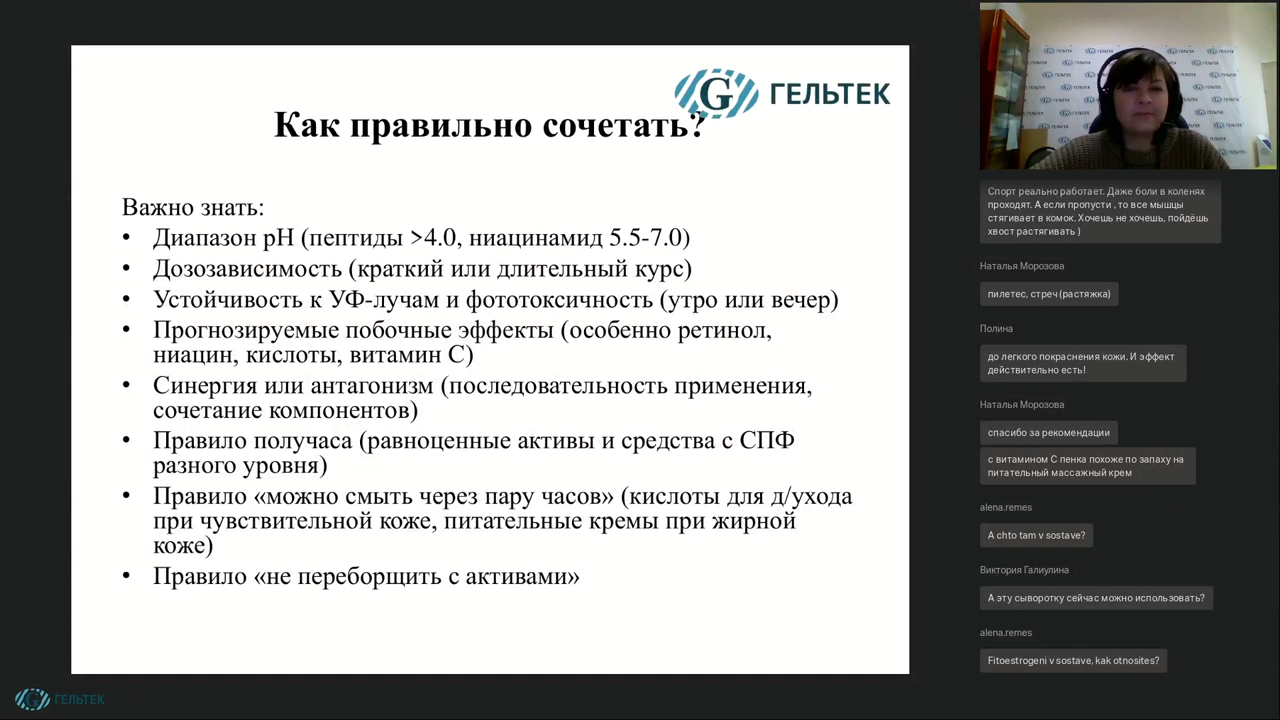 ГЕЛЬТЕК
Как правильно сочетать?
Важно знать:
• Диапазон pH (пептиды >4.0, ниацинамид 5.5-7.0)
• Дозозависимость (краткий или длительный курс)
• Устойчивость к УФ-лучам и фототоксичность (утро или вечер)
• Прогнозируемые побочные эффекты (особенно ретинол,
ниацин, кислоты, витамин С)
• Синергия или антагонизм (последовательность применения,
сочетание компонентов)
• Правило получаса (равноценные активы и средства с СПФ
разного уровня)
• Правило «можно смыть через пару часов» (кислоты для д/ухода
при чувствительной коже, питательные кремы при жирной
коже)
• Правило «не переборщить с активами»
ГЕЛЬТЕК
Спорт реально работает. Даже боли в коленях
проходят. А если пропусти , то все мышцы
стягивает в комок. Хочешь не хочешь, пойдёшь
хвост растягивать )
Наталья Морозова
пилетес, стреч (растяжка)
Полина
до легкого покраснения кожи. И эффект
действительно есть!
Наталья Морозова
спасибо за рекомендации
с витамином С пенка похоже по запаху на
питательный массажный крем
alena.remes
A chto tam v sostave?
Виктория Галиулина
А эту сыворотку сейчас можно использовать?
alena.remes
Fitoestrogeni v sostave, kak otnosites?